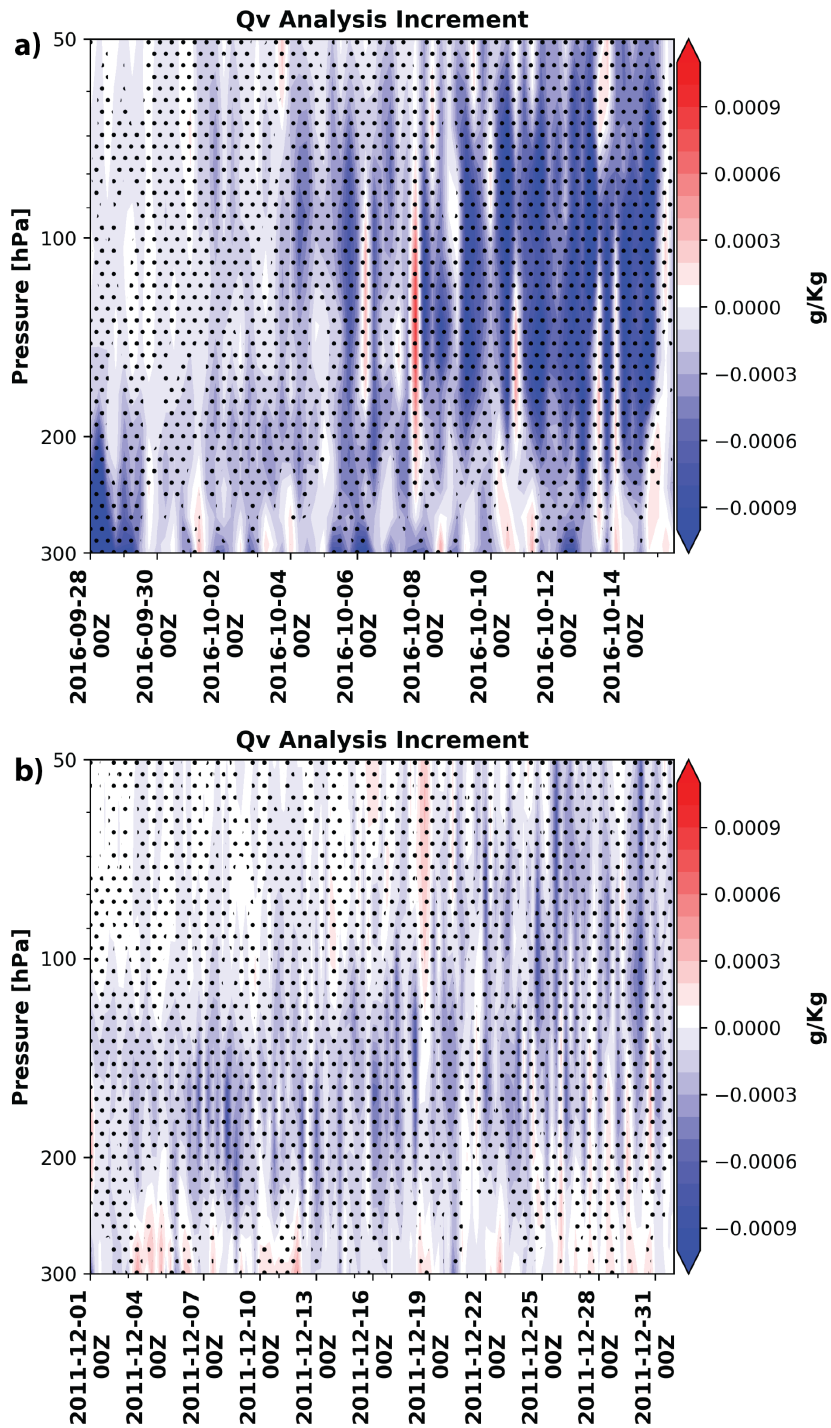 a)
Qv Analysis Increment
50
100
200
300
Pressure [hPa]
2016-09-28
00Z
2016-09-30
00Z
2016-10-02
00Z
2016-10-04
00Z
2016-10-06
00Z
2016-10-08
00Z
2016-10-10
00Z
2016-10-12
00Z
2016-10-14
00Z
0.0009
0.0006
0.0003
0.0000
−0.0003
−0.0006
−0.0009
g/Kg
b)
Qv Analysis Increment
50
100
200
300
Pressure [hPa]
2011-12-01
00Z
2011-12-04
00Z
2011-12-07
00Z
2011-12-10
00Z
2011-12-13
00Z
2011-12-16
00Z
2011-12-19
00Z
2011-12-22
00Z
2011-12-25
00Z
2011-12-28
00Z
2011-12-31
00Z
0.0009
0.0006
0.0003
0.0000
−0.0003
−0.0006
−0.0009
g/Kg